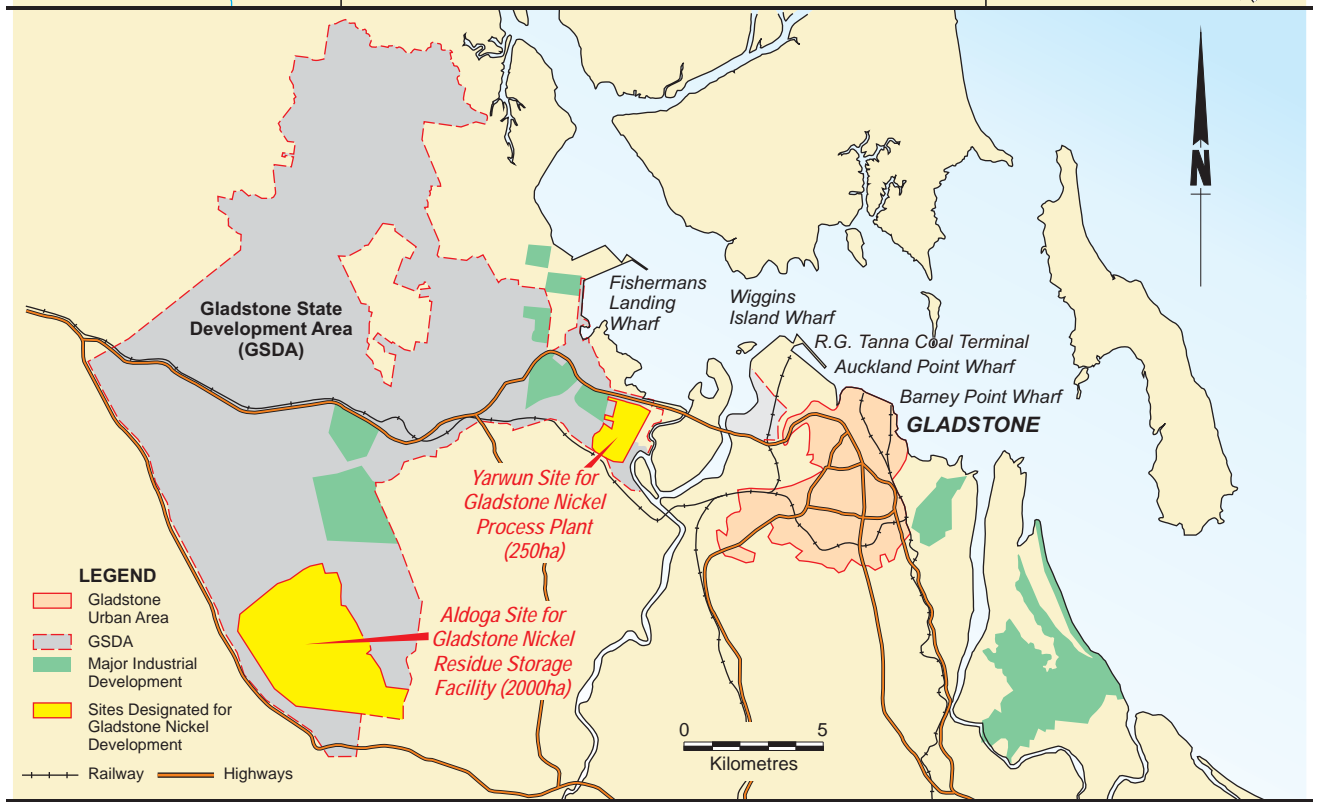 N
Fishermans
Landing
Wharf
Wiggins
Island Wharf
Gladstone State
Development Area
(GSDA)
R.G. Tanna Coal Terminal
Auckland Point Wharf
Barney Point Wharf
GLADSTONE
Yarwun Site for
Gladstone Nickel
Process Plant
(250ha)
Aldoga Site for
Gladstone Nickel
Residue Storage
Facility (2000ha)
LEGEND
Gladstone
Urban Area
GSDA
Major Industrial
Development
Sites Designated for
Gladstone Nickel
Development
Railway Highways
0 5
Kilometres